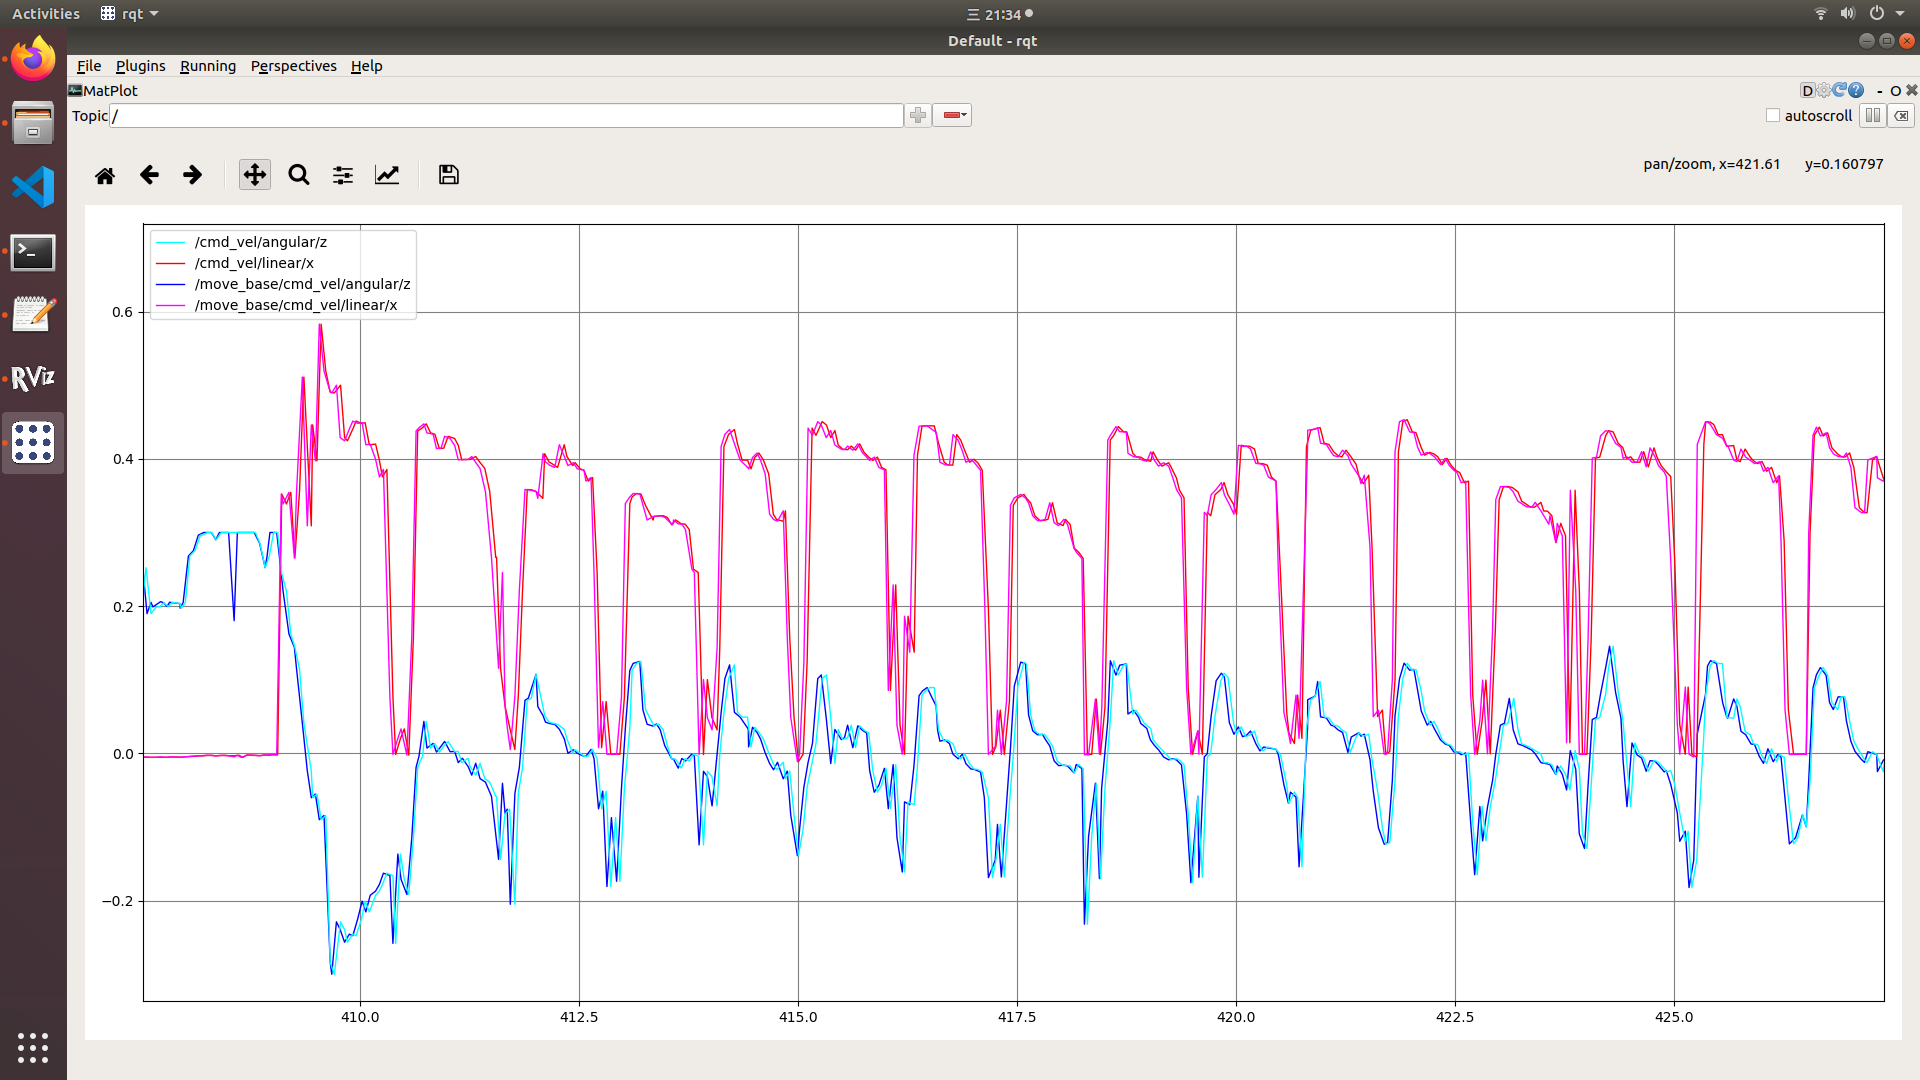 Activities rqt 三 21:34
Default - rqt
File Plugins Running Perspectives Help
MatPlot D ? - O
Topic / autoscroll
pan/zoom, x=421.61 y=0.160797
/cmd_vel/angular/z
/cmd_vel/linear/x
/move_base/cmd_vel/angular/z
/move_base/cmd_vel/linear/x
0.6
0.4
0.2
0.0
−0.2
410.0 412.5 415.0 417.5 420.0 422.5 425.0
>_
RViz